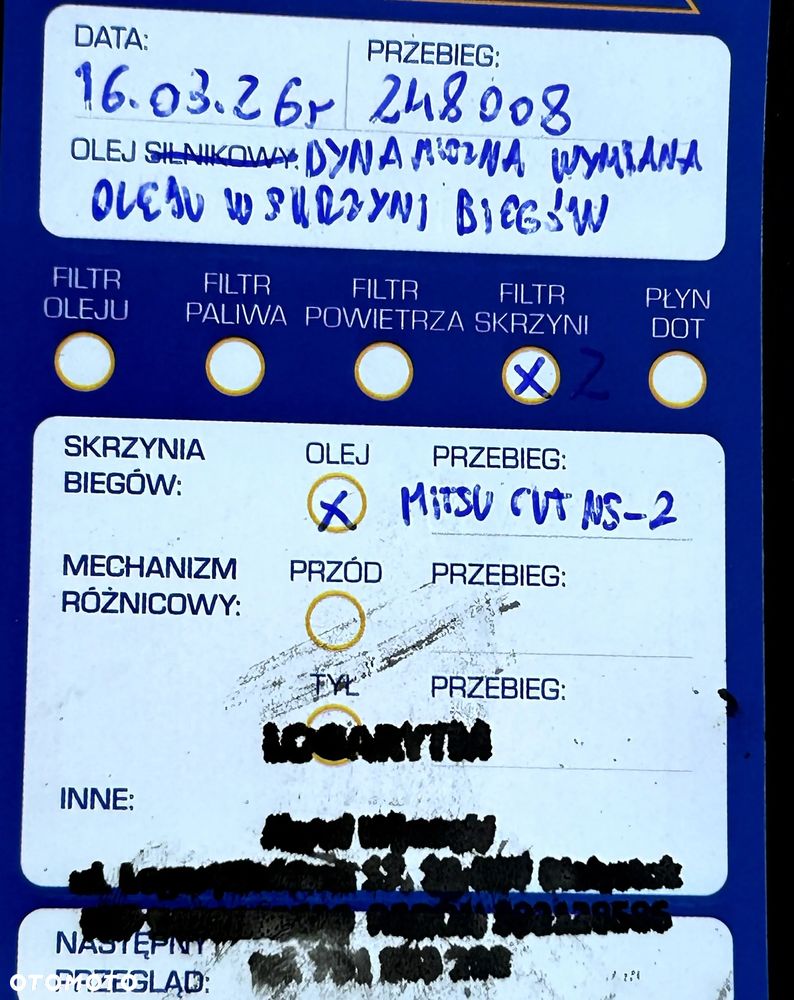 DATA: PRZEBIEG:
16.03.26r 248008
OLEJ SILNIKOWY: DYNAMICZNA WYMIANA
OLEJU W SKRZYNI BIEGÓW
FILTR OLEJU FILTR PALIWA FILTR POWIETRZA FILTR SKRZYNI PŁYN DOT
X 2
SKRZYNIA BIEGÓW: OLEJ PRZEBIEG:
X MITSU CVT NS-2
MECHANIZM RÓŻNICOWY: PRZÓD PRZEBIEG:
TYŁ PRZEBIEG:
LOGARYTM
INNE:
NASTĘPNY
PRZEGLĄD:
OTOMOTO